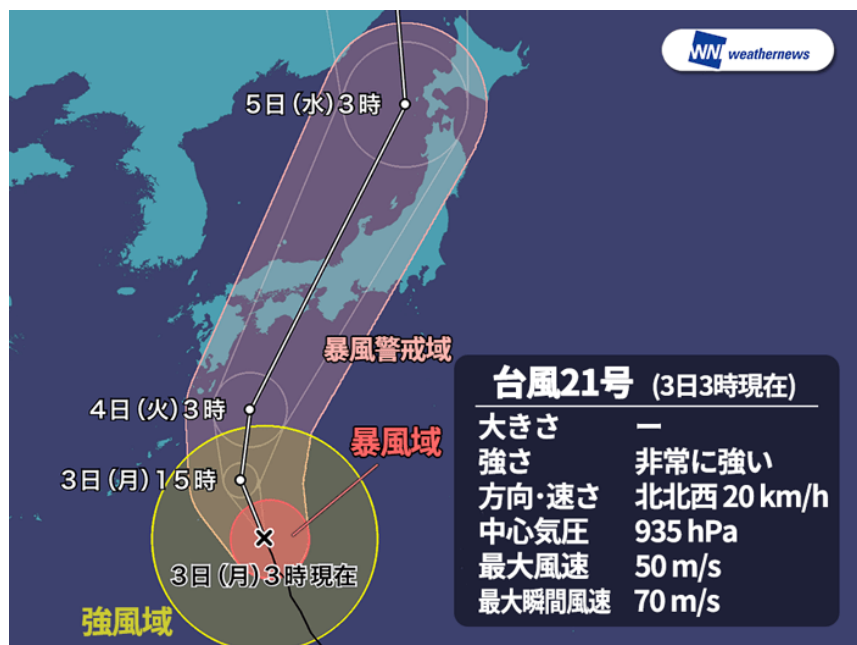 WNI weathernews
5日(水)3時
暴風警戒域
4日(火)3時
暴風域
3日(月)15時
3日(月)3時現在
強風域
台風21号 (3日3時現在)
大きさ ー
強さ 非常に強い
方向・速さ 北北西 20 km/h
中心気圧 935 hPa
最大風速 50 m/s
最大瞬間風速 70 m/s